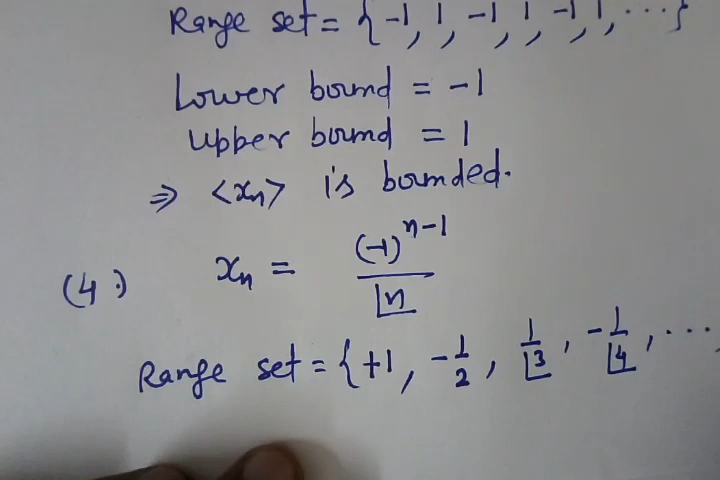 Range set = {-1, 1, -1, 1, -1, 1, ...}
Lower bound = -1
Upper bound = 1
⇒ <xₙ> is bounded.
(4.) xₙ = (-1)^(n-1) / |n
Range set = {+1, -1/2, 1/|3, -1/|4, ...